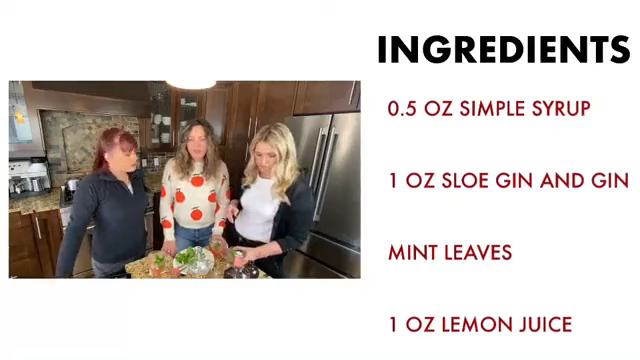 INGREDIENTS
0.5 OZ SIMPLE SYRUP
1 OZ SLOE GIN AND GIN
MINT LEAVES
1 OZ LEMON JUICE